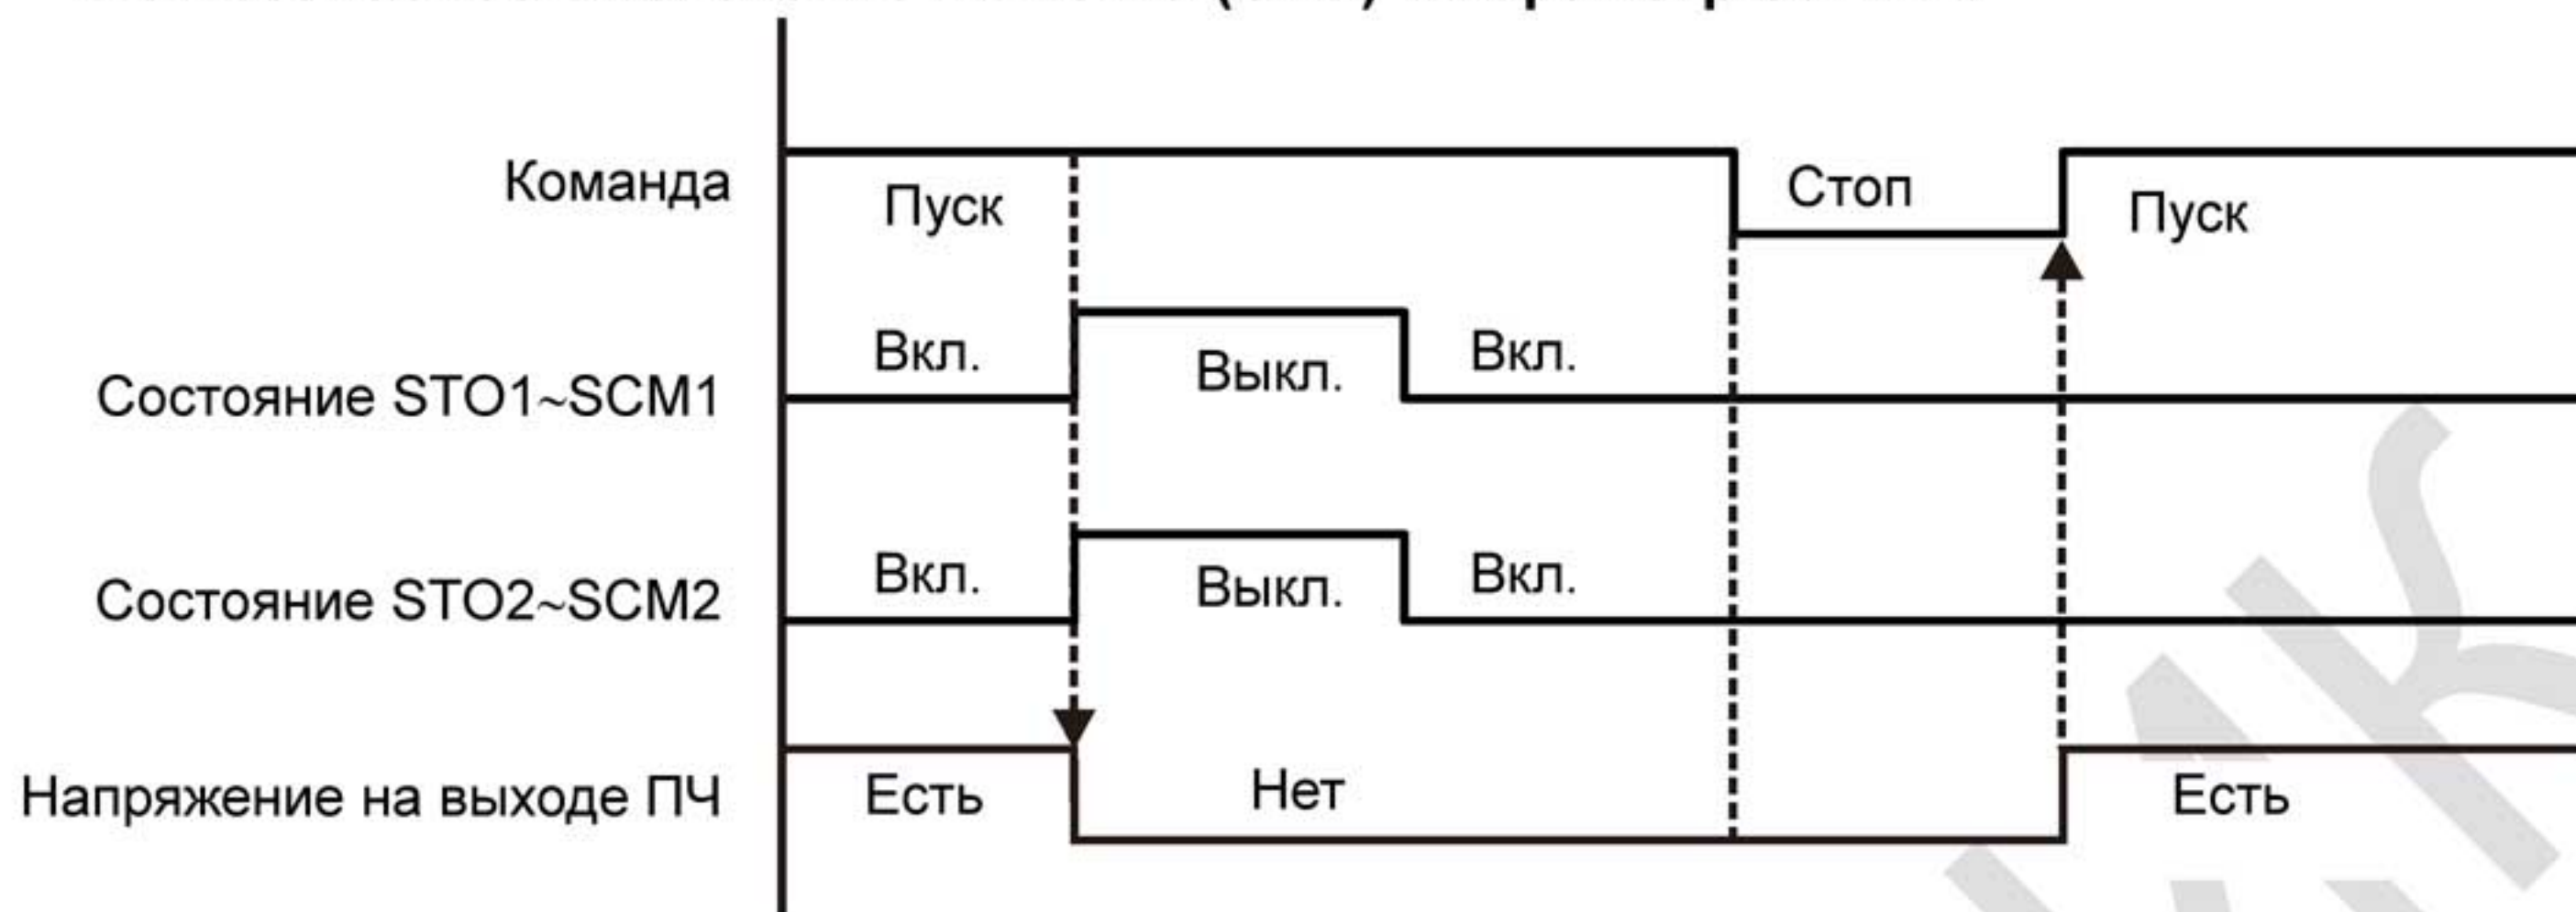 Команда
Пуск
Стоп
Пуск
Состояние STO1~SCM1
Вкл.
Выкл.
Вкл.
Состояние STO2~SCM2
Вкл.
Выкл.
Вкл.
Напряжение на выходе ПЧ
Есть
Нет
Есть